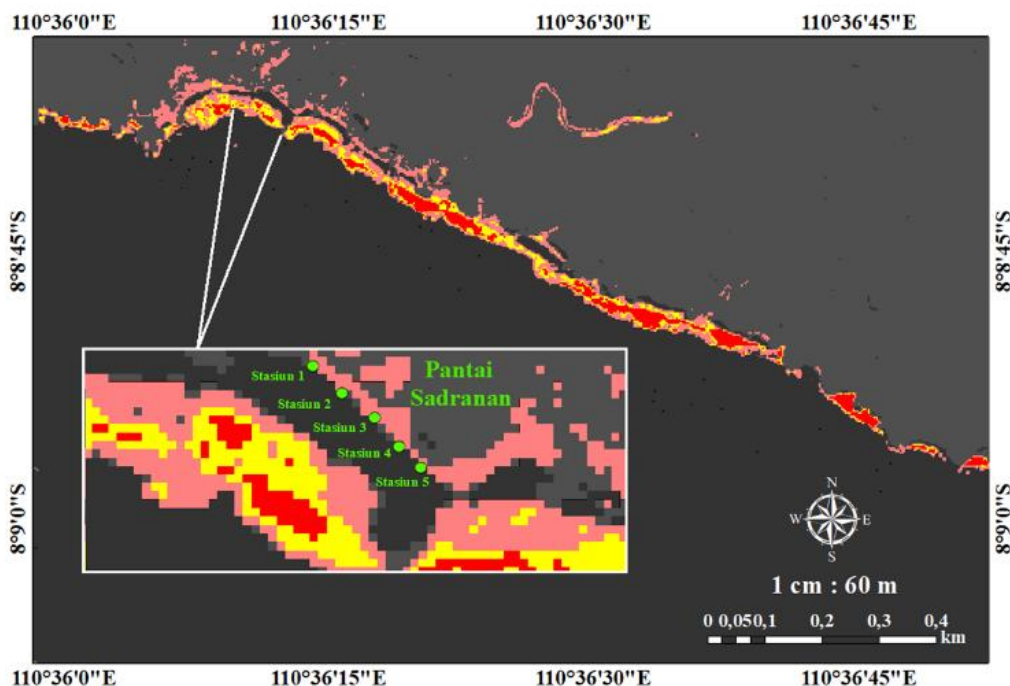 110°36'0"E 110°36'15"E 110°36'30"E 110°36'45"E
8°8'45"S 8°8'45"S
Pantai
Sadranan
Stasiun 1
Stasiun 2
Stasiun 3
Stasiun 4
Stasiun 5
8°9'0"S 8°9'0"S
N
W E
S
1 cm : 60 m
0 0,05 0,1 0,2 0,3 0,4
km
110°36'0"E 110°36'15"E 110°36'30"E 110°36'45"E